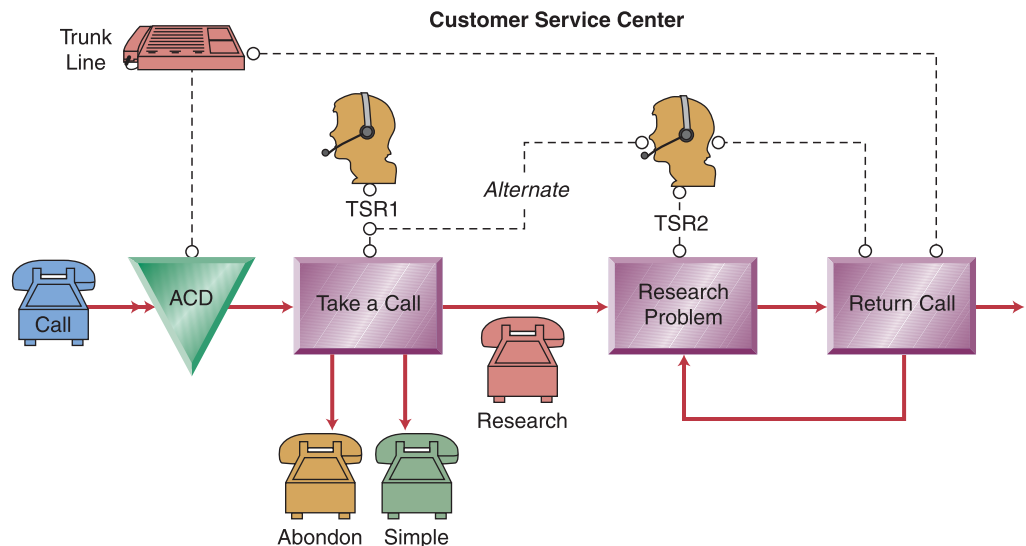 Customer Service Center
Trunk
Line
Alternate
TSR1
TSR2
Call
ACD
Take a Call
Research
Problem
Return Call
Research
Abondon
Simple